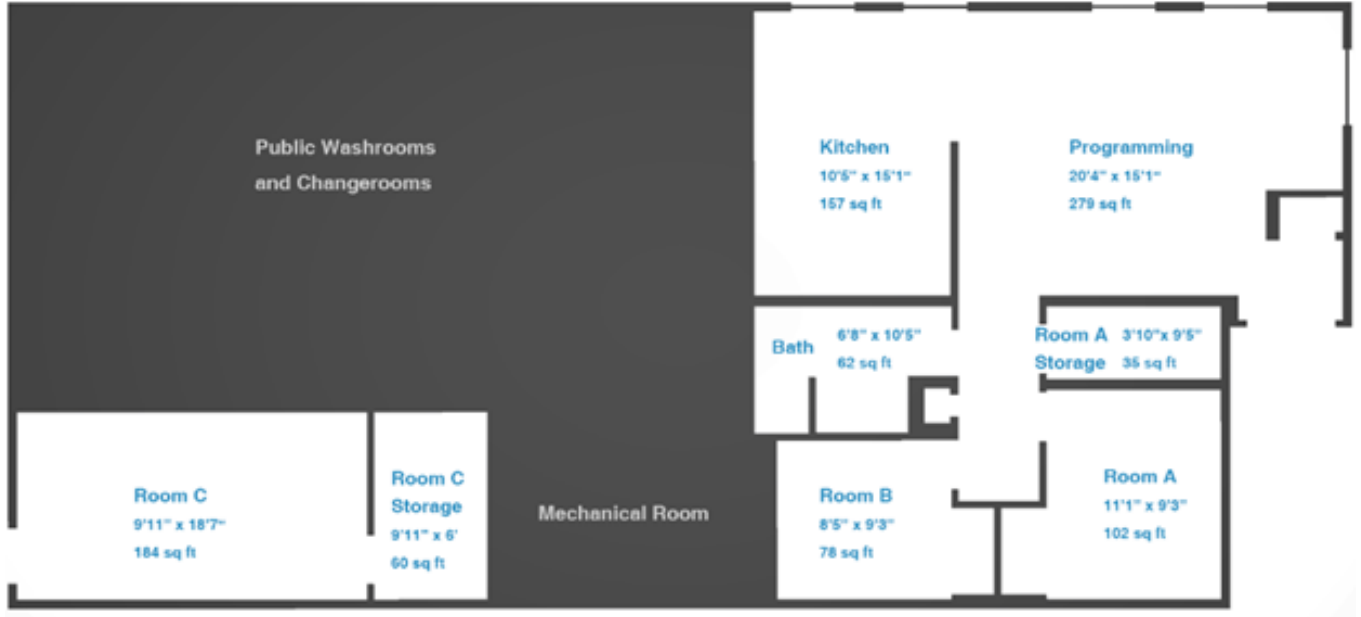 Public Washrooms
and Changerooms
Kitchen
10'5" x 15'1"
157 sq ft
Programming
20'4" x 15'1"
279 sq ft
Bath
6'8" x 10'5"
62 sq ft
Room A
Storage
3'10"x 9'5"
35 sq ft
Room C
9'11" x 18'7"
184 sq ft
Room C
Storage
9'11" x 6'
60 sq ft
Mechanical Room
Room B
8'5" x 9'3"
78 sq ft
Room A
11'1" x 9'3"
102 sq ft